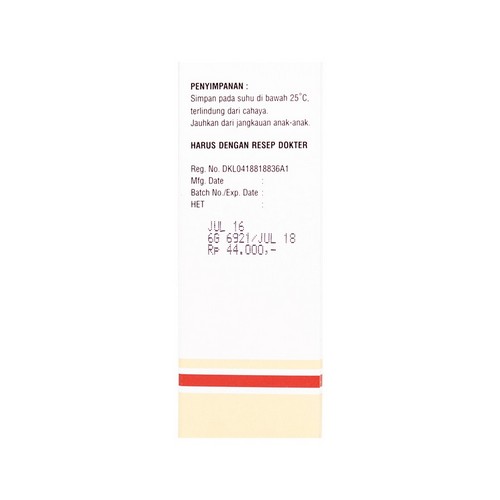 PENYIMPANAN :
Simpan pada suhu di bawah 25°C,
terlindung dari cahaya.
Jauhkan dari jangkauan anak-anak.
HARUS DENGAN RESEP DOKTER
Reg. No. DKL0418818836A1
Mfg. Date :
Batch No./Exp. Date :
HET :
JUL 16
6G 6921/JUL 18
Rp 44.000,-